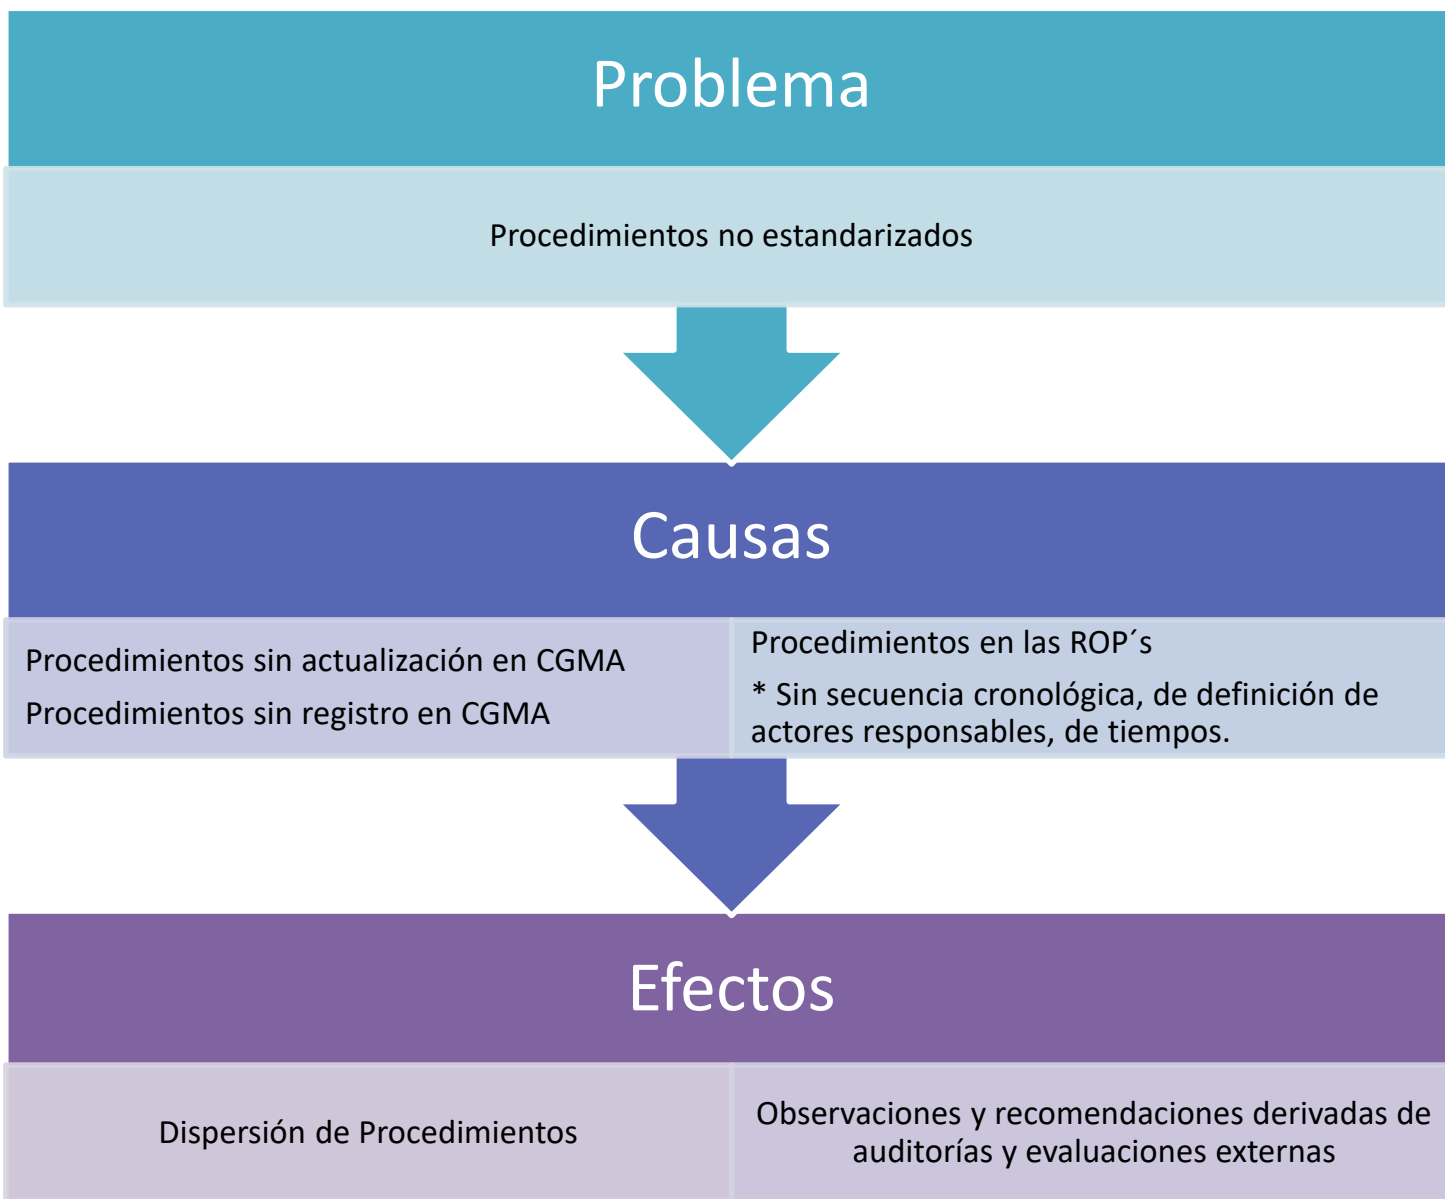 Problema
Procedimientos no estandarizados
Causas
Procedimientos sin actualización en CGMA
Procedimientos sin registro en CGMA
Procedimientos en las ROP´s
* Sin secuencia cronológica, de definición de
actores responsables, de tiempos.
Efectos
Dispersión de Procedimientos
Observaciones y recomendaciones derivadas de
auditorías y evaluaciones externas